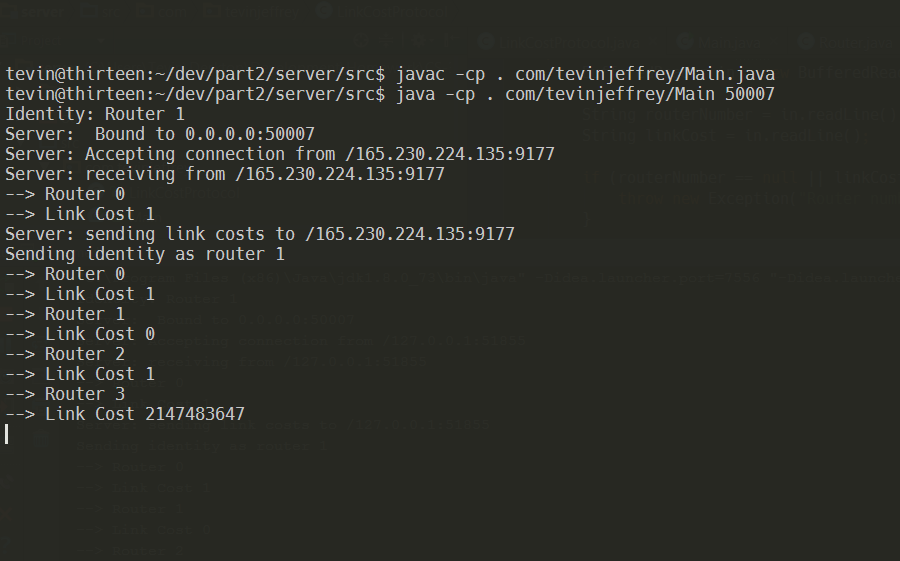 tevin@thirteen:~/dev/part2/server/src$ javac -cp . com/tevinjeffrey/Main.java
tevin@thirteen:~/dev/part2/server/src$ java -cp . com/tevinjeffrey/Main 50007
Identity: Router 1
Server:  Bound to 0.0.0.0:50007
Server: Accepting connection from /165.230.224.135:9177
Server: receiving from /165.230.224.135:9177
--> Router 0
--> Link Cost 1
Server: sending link costs to /165.230.224.135:9177
Sending identity as router 1
--> Router 0
--> Link Cost 1
--> Router 1
--> Link Cost 0
--> Router 2
--> Link Cost 1
--> Router 3
--> Link Cost 2147483647